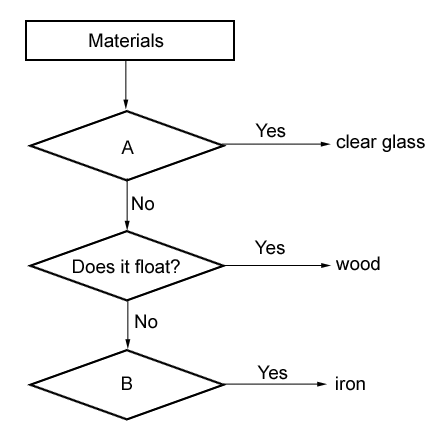 Materials
A
Yes
clear glass
No
Does it float?
Yes
wood
No
B
Yes
iron